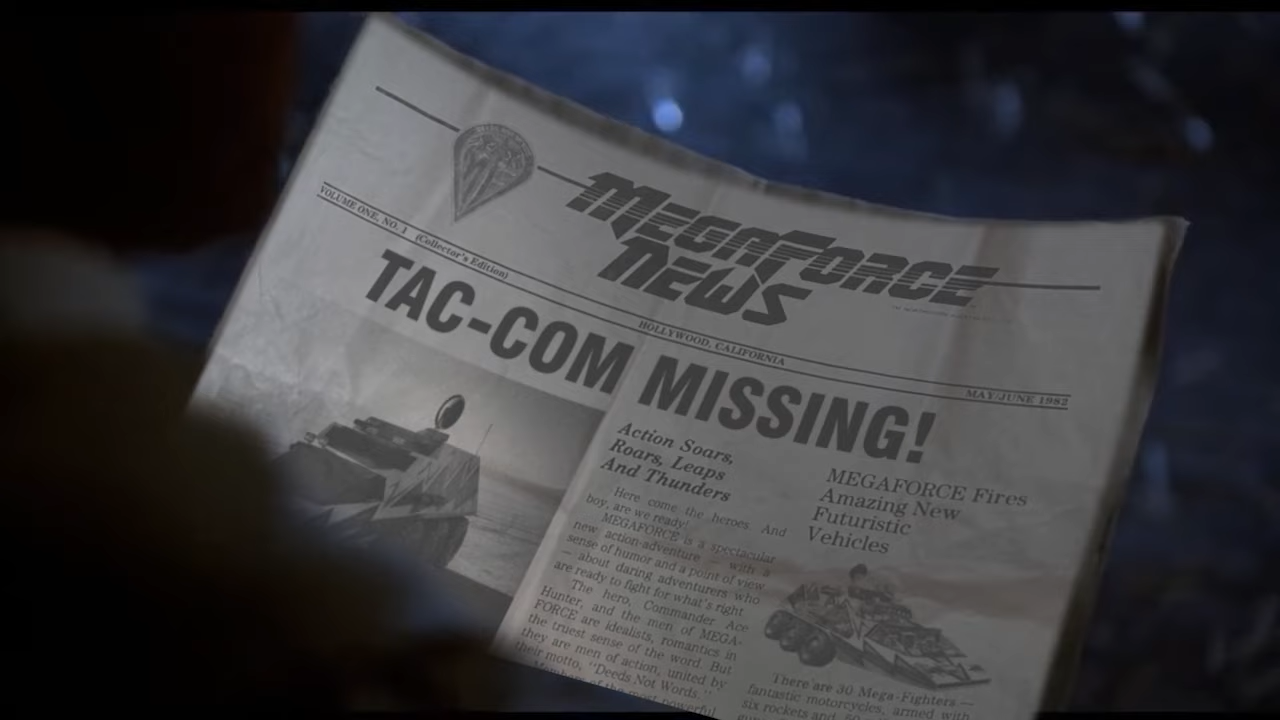 MEGAFORCE
NEWS
VOLUME ONE, NO. 1 (Collector's Edition)
HOLLYWOOD, CALIFORNIA
MAY/JUNE 1982
TAC-COM MISSING!
Action Soars,
Roars, Leaps
And Thunders
Here come the heroes. And
boy, are we ready!
MEGAFORCE is a spectacular
new action-adventure — with a
sense of humor and a point of view
— about daring adventurers who
are ready to fight for what's right
The hero, Commander Ace
Hunter, and the men of MEGA-
FORCE are idealists, romantics in
the truest sense of the word. But
they are men of action, united by
their motto, "Deeds Not Words."
Members of the most powerful
MEGAFORCE Fires
Amazing New
Futuristic
Vehicles
There are 30 Mega-Fighters —
fantastic motorcycles, armed with
six rockets and